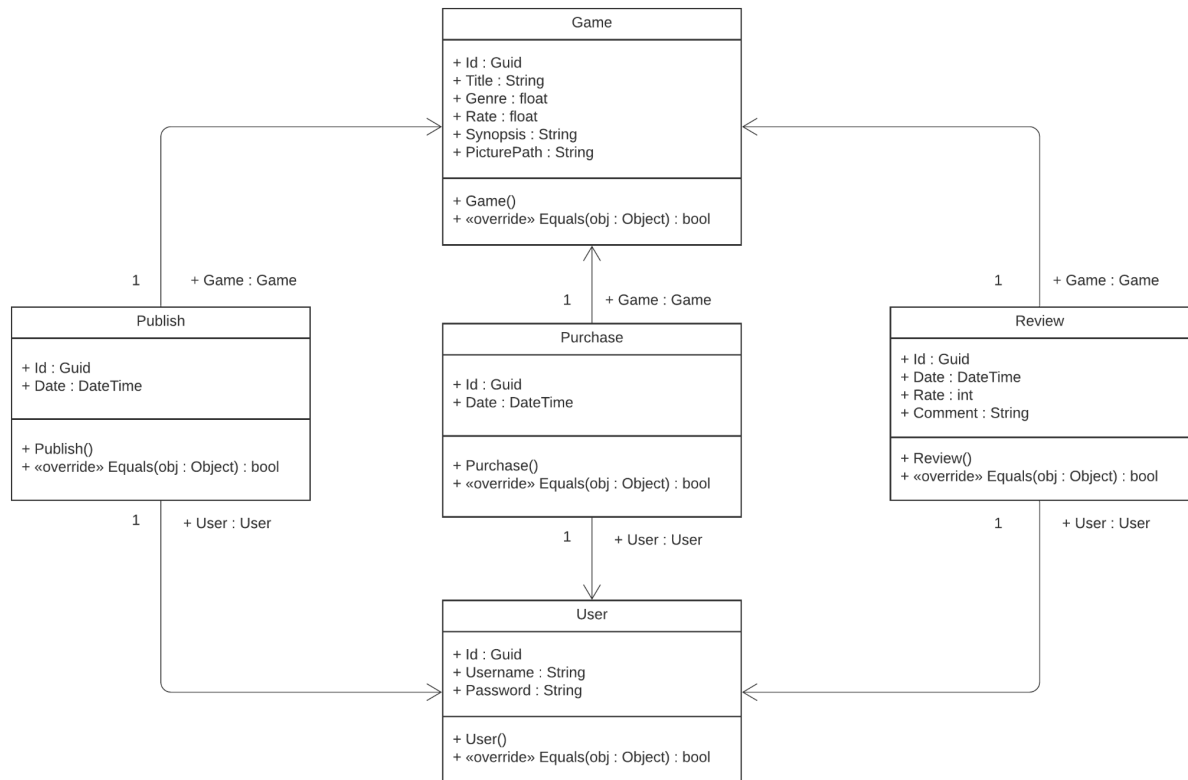 Game
+ Id : Guid
+ Title : String
+ Genre : float
+ Rate : float
+ Synopsis : String
+ PicturePath : String
+ Game()
+ «override» Equals(obj : Object) : bool
1
+ Game : Game
1
+ Game : Game
1
+ Game : Game
Publish
+ Id : Guid
+ Date : DateTime
+ Publish()
+ «override» Equals(obj : Object) : bool
1
+ User : User
Purchase
+ Id : Guid
+ Date : DateTime
+ Purchase()
+ «override» Equals(obj : Object) : bool
1
+ User : User
Review
+ Id : Guid
+ Date : DateTime
+ Rate : int
+ Comment : String
+ Review()
+ «override» Equals(obj : Object) : bool
1
+ User : User
User
+ Id : Guid
+ Username : String
+ Password : String
+ User()
+ «override» Equals(obj : Object) : bool